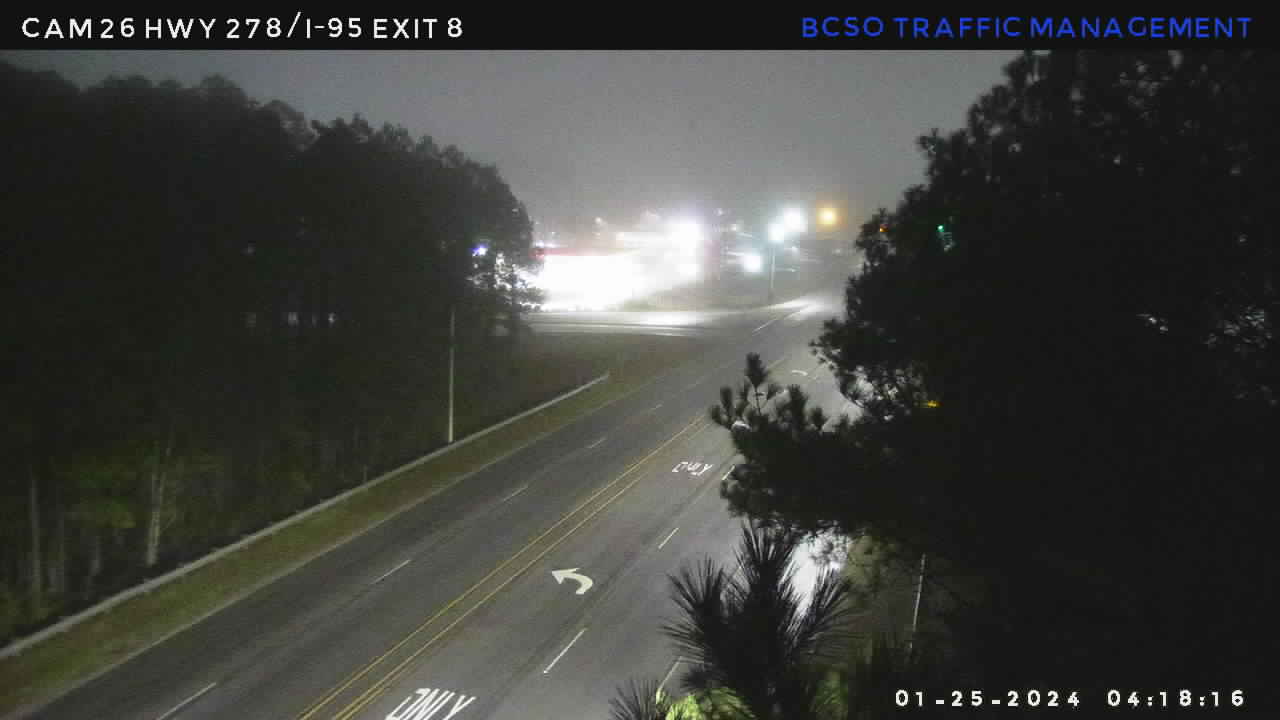 CAM 26 HWY 278/I-95 EXIT 8
BCSO TRAFFIC MANAGEMENT
ONLY
ONLY
01-25-2024 04:18:16